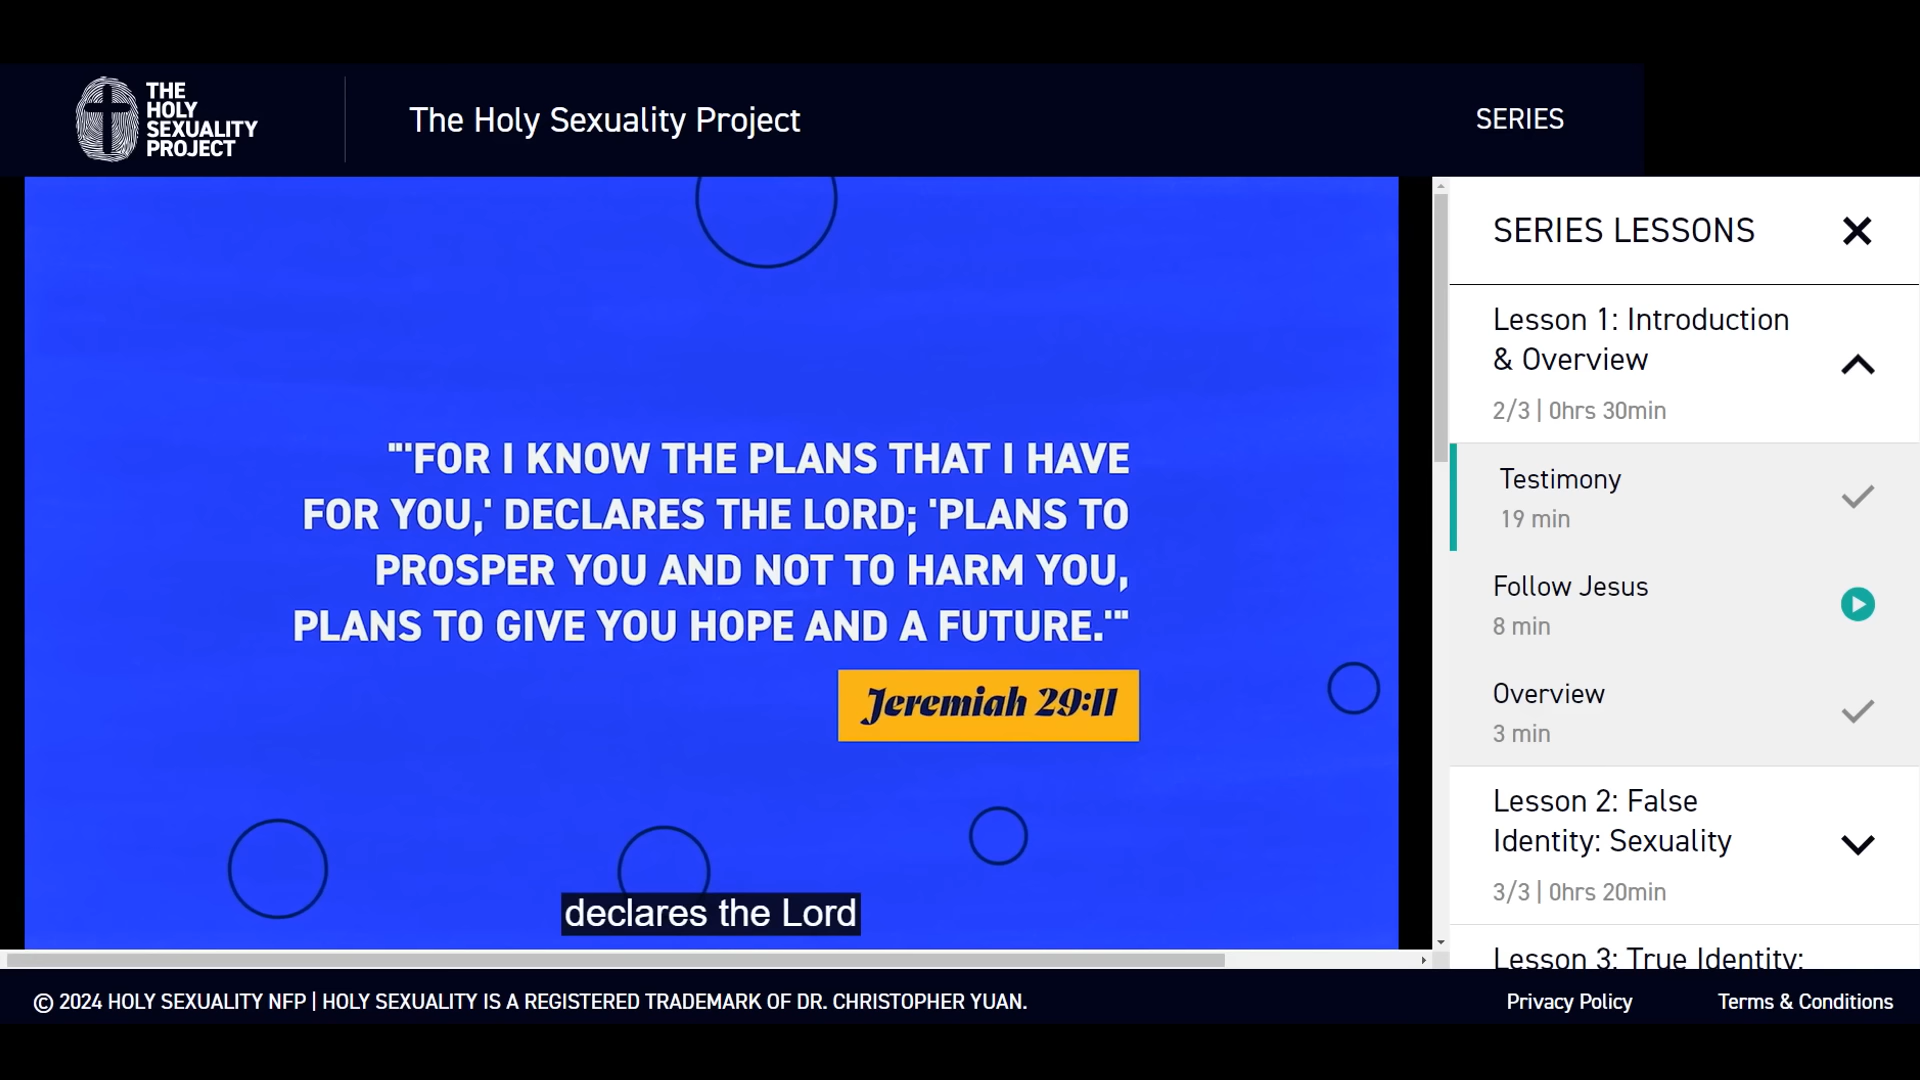 THE
HOLY
SEXUALITY
PROJECT
The Holy Sexuality Project
SERIES
"'FOR I KNOW THE PLANS THAT I HAVE
FOR YOU,' DECLARES THE LORD; 'PLANS TO
PROSPER YOU AND NOT TO HARM YOU,
PLANS TO GIVE YOU HOPE AND A FUTURE.'"
Jeremiah 29:11
declares the Lord
SERIES LESSONS
Lesson 1: Introduction
& Overview
2/3 | 0hrs 30min
Testimony
19 min
Follow Jesus
8 min
Overview
3 min
Lesson 2: False
Identity: Sexuality
3/3 | 0hrs 20min
Lesson 3: True Identity:
© 2024 HOLY SEXUALITY NFP | HOLY SEXUALITY IS A REGISTERED TRADEMARK OF DR. CHRISTOPHER YUAN.
Privacy Policy
Terms & Conditions